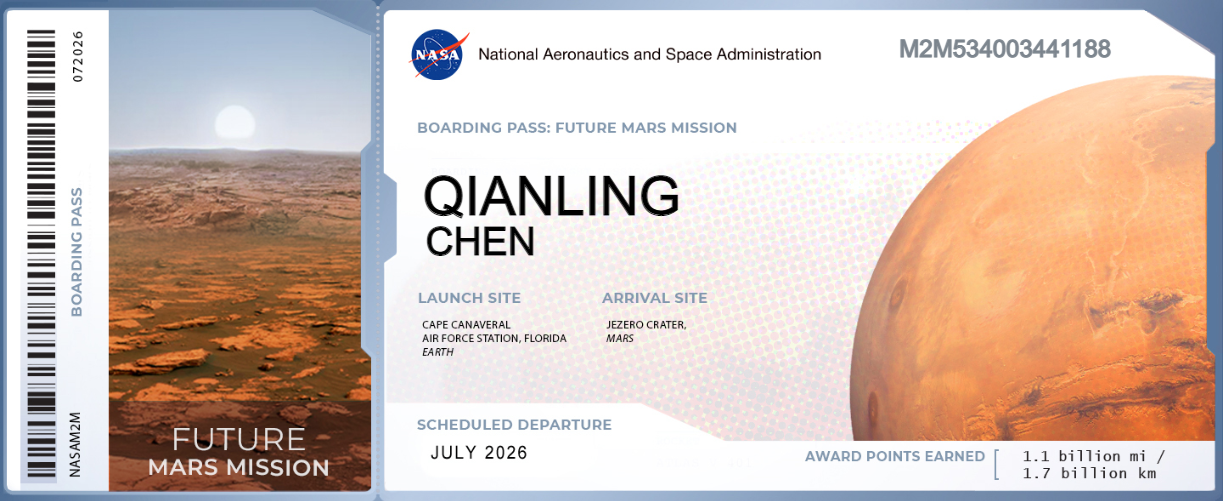 072026
BOARDING PASS
NASAM2M
FUTURE
MARS MISSION
NASA
National Aeronautics and Space Administration
M2M534003441188
BOARDING PASS: FUTURE MARS MISSION
QIANLING
CHEN
LAUNCH SITE
CAPE CANAVERAL
AIR FORCE STATION, FLORIDA
EARTH
ARRIVAL SITE
JEZERO CRATER,
MARS
SCHEDULED DEPARTURE
JULY 2026
AWARD POINTS EARNED
1.1 billion mi /
1.7 billion km